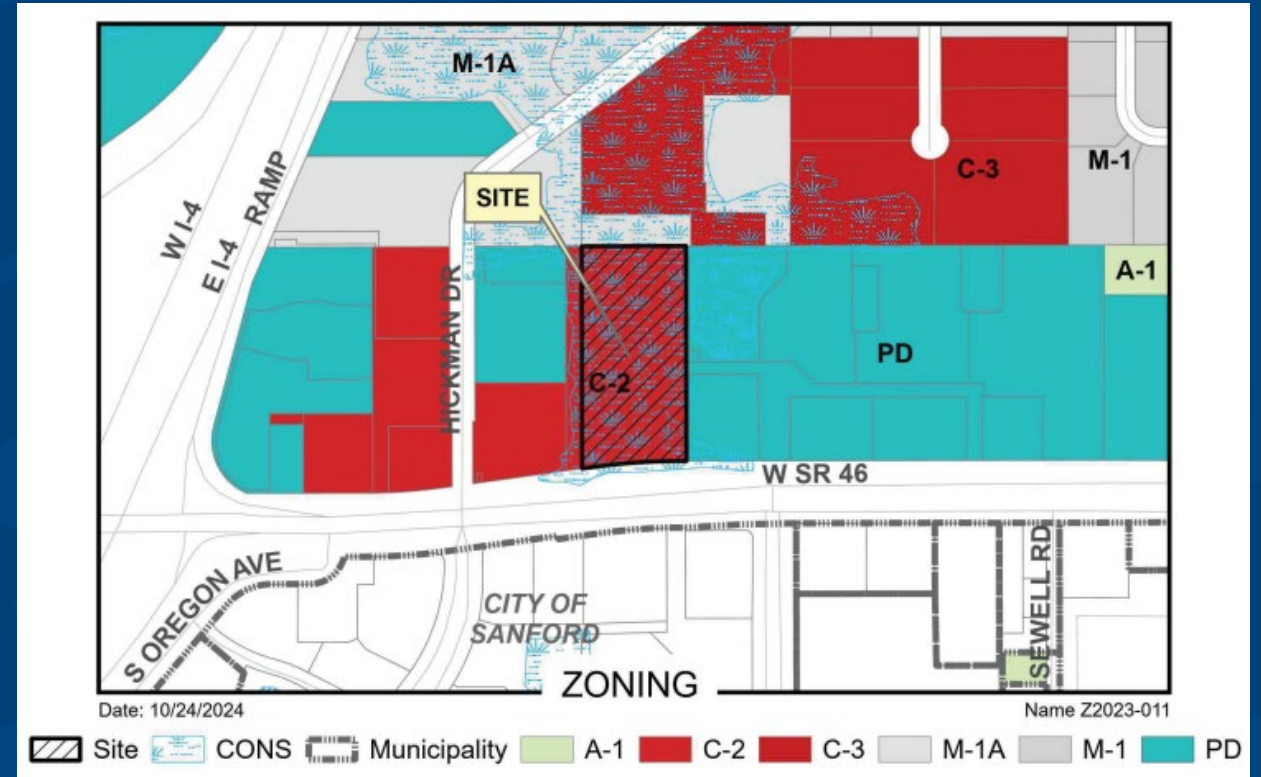 M-1A
C-3
M-1
SITE
W I-4
E I-4 RAMP
HICKMAN DR
A-1
PD
C-2
W SR 46
S OREGON AVE
CITY OF
SANFORD
SEWELL RD
ZONING
Date: 10/24/2024
Name Z2023-011
Site CONS Municipality A-1 C-2 C-3 M-1A M-1 PD